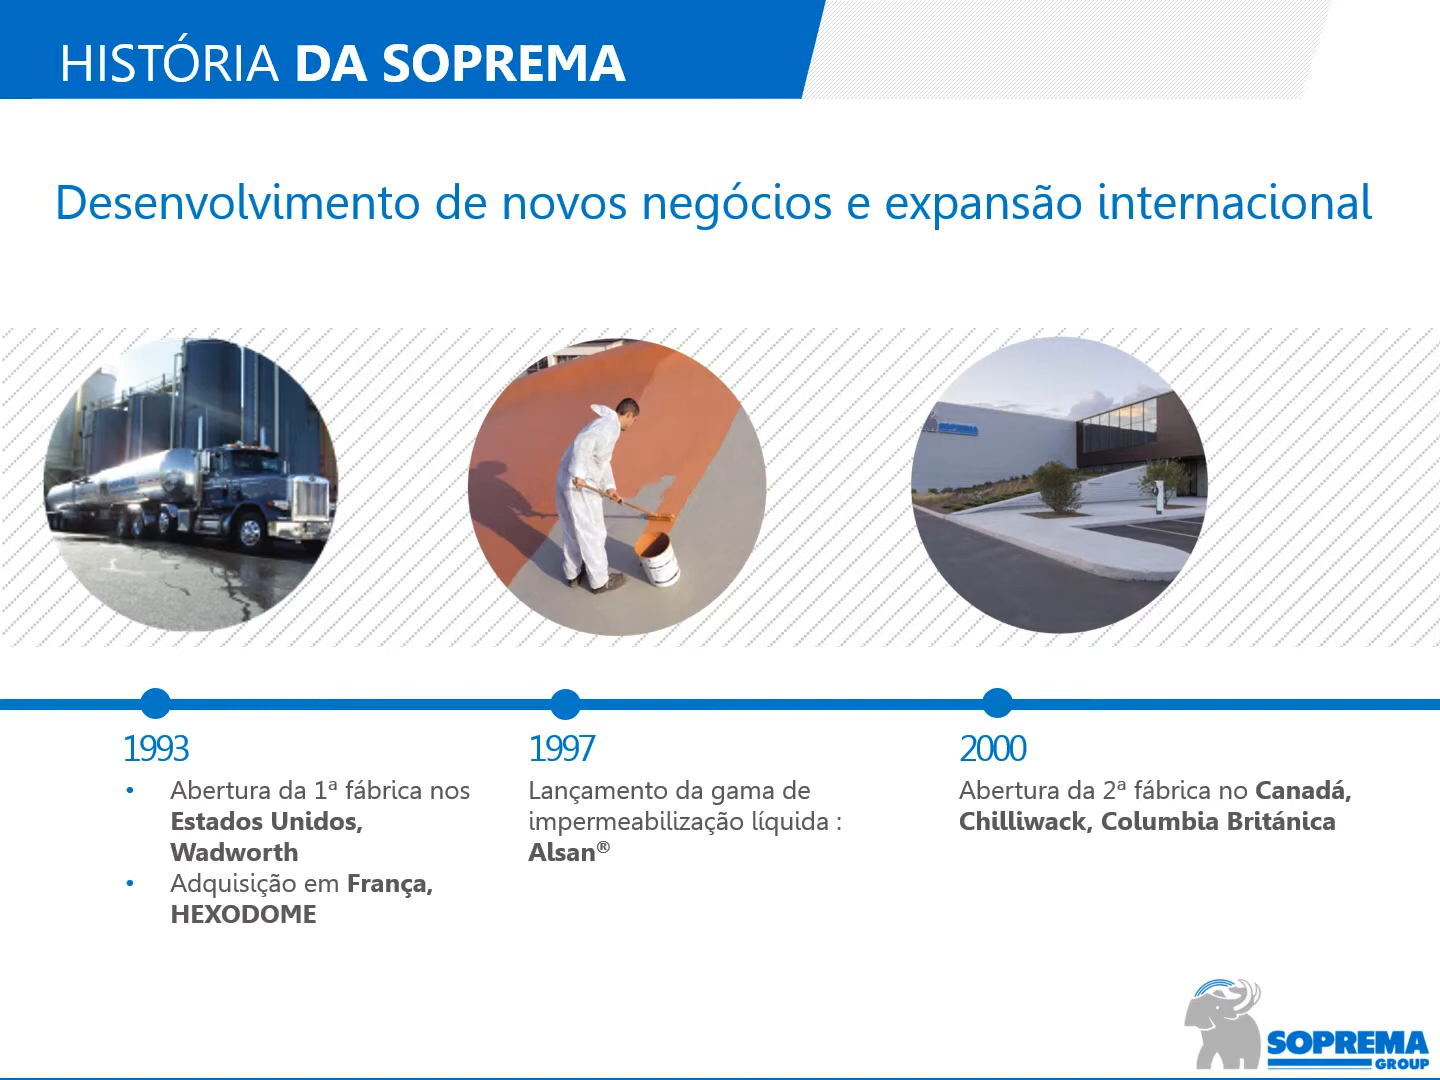 HISTÓRIA DA SOPREMA
Desenvolvimento de novos negócios e expansão internacional
SOPREMA
1993
• Abertura da 1ª fábrica nos
Estados Unidos,
Wadworth
• Adquisição em França,
HEXODOME
1997
Lançamento da gama de
impermeabilização líquida :
Alsan®
2000
Abertura da 2ª fábrica no Canadá,
Chilliwack, Columbia Británica
SOPREMA
GROUP